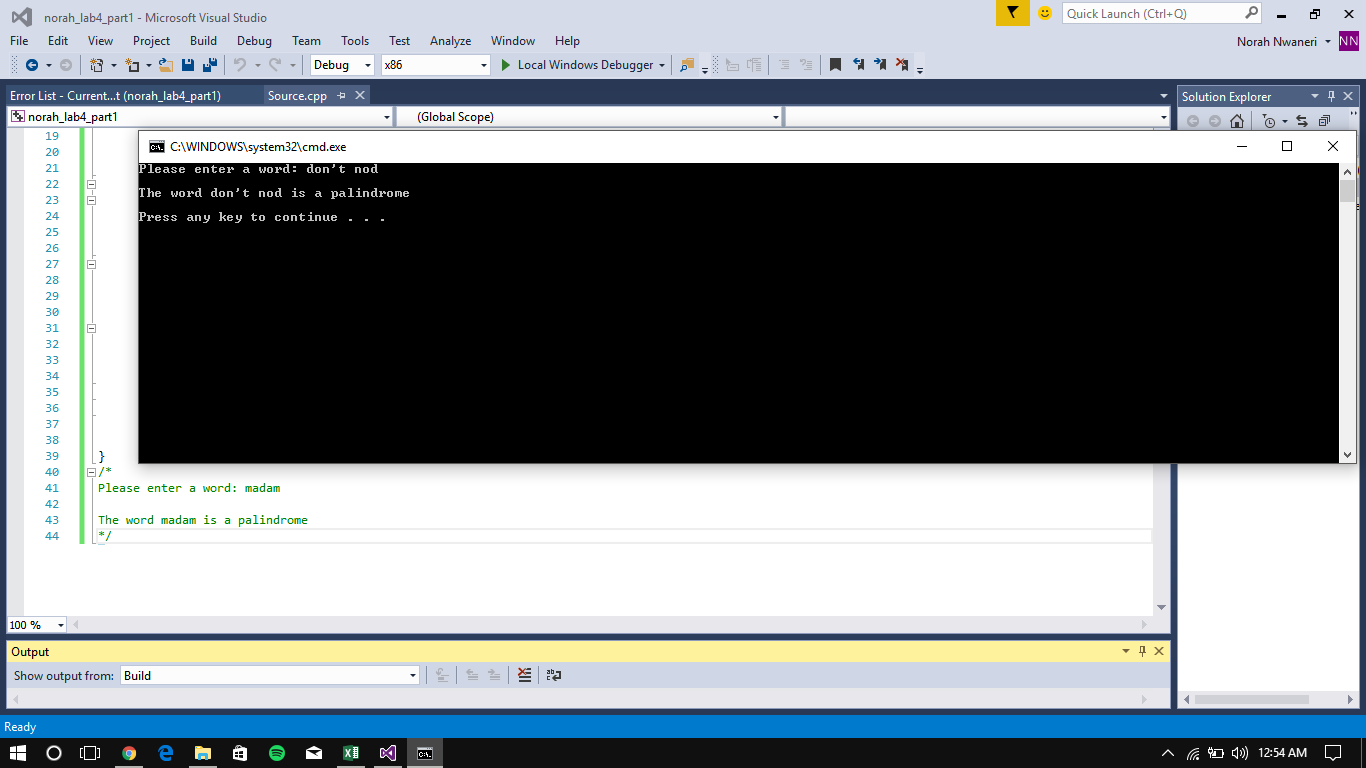 norah_lab4_part1 - Microsoft Visual Studio
Quick Launch (Ctrl+Q)
File Edit View Project Build Debug Team Tools Test Analyze Window Help
Norah Nwaneri NN
Debug x86 Local Windows Debugger
Error List - Current...t (norah_lab4_part1) Source.cpp
Solution Explorer
norah_lab4_part1 (Global Scope)
19
C:\WINDOWS\system32\cmd.exe
20
21
Please enter a word: don't nod
22
The word don't nod is a palindrome
23
24
Press any key to continue . . .
25
26
27
28
29
30
31
32
33
34
35
36
37
38
39 }
40 /*
41 Please enter a word: madam
42
43 The word madam is a palindrome
44 */
100 %
Output
Show output from: Build
Ready
12:54 AM